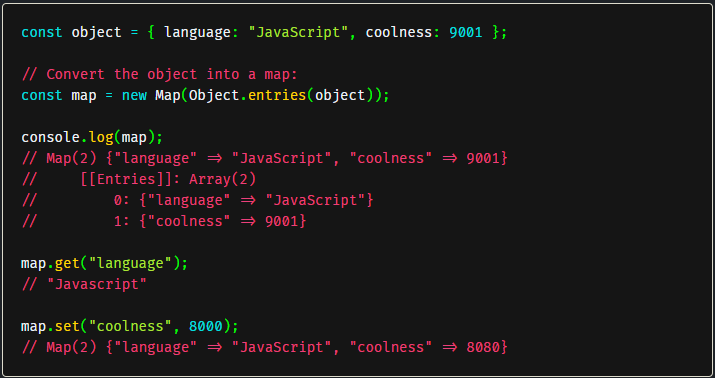 const object = { language: "JavaScript", coolness: 9001 };
// Convert the object into a map:
const map = new Map(Object.entries(object));
console.log(map);
// Map(2) {"language" => "JavaScript", "coolness" => 9001}
//     [[Entries]]: Array(2)
//         0: {"language" => "JavaScript"}
//         1: {"coolness" => 9001}
map.get("language");
// "Javascript"
map.set("coolness", 8000);
// Map(2) {"language" => "JavaScript", "coolness" => 8080}